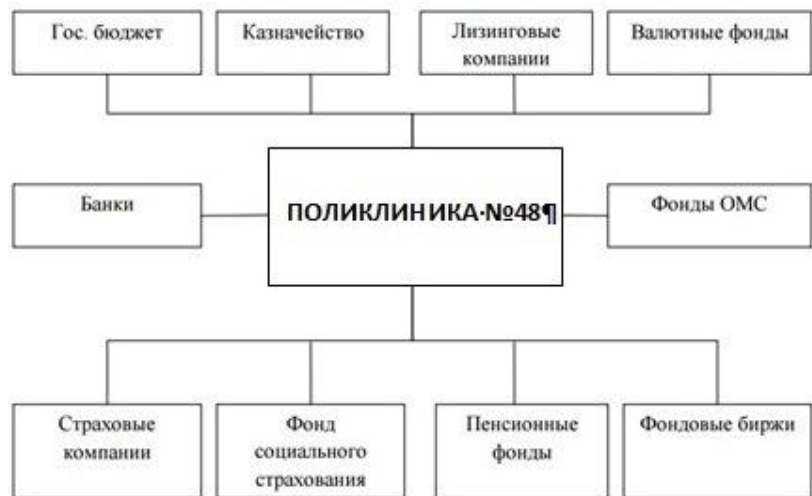 Гос. бюджет
Казначейство
Лизинговые
компании
Валютные фонды
Банки
ПОЛИКЛИНИКА·№48¶
Фонды ОМС
Страховые
компании
Фонд
социального
страхования
Пенсионные
фонды
Фондовые биржи